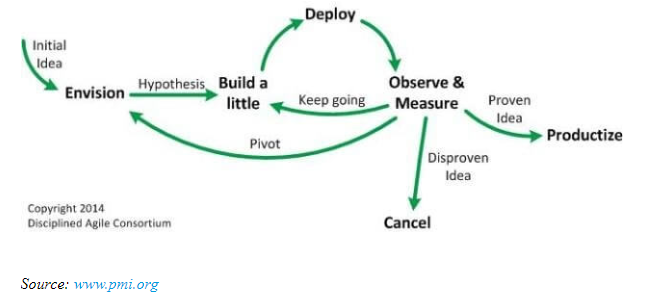 Deploy
Initial
Idea
Envision
Hypothesis
Build a
little
Keep going
Observe &
Measure
Proven
Idea
Productize
Pivot
Disproven
Idea
Cancel
Copyright 2014
Disciplined Agile Consortium
Source: www.pmi.org